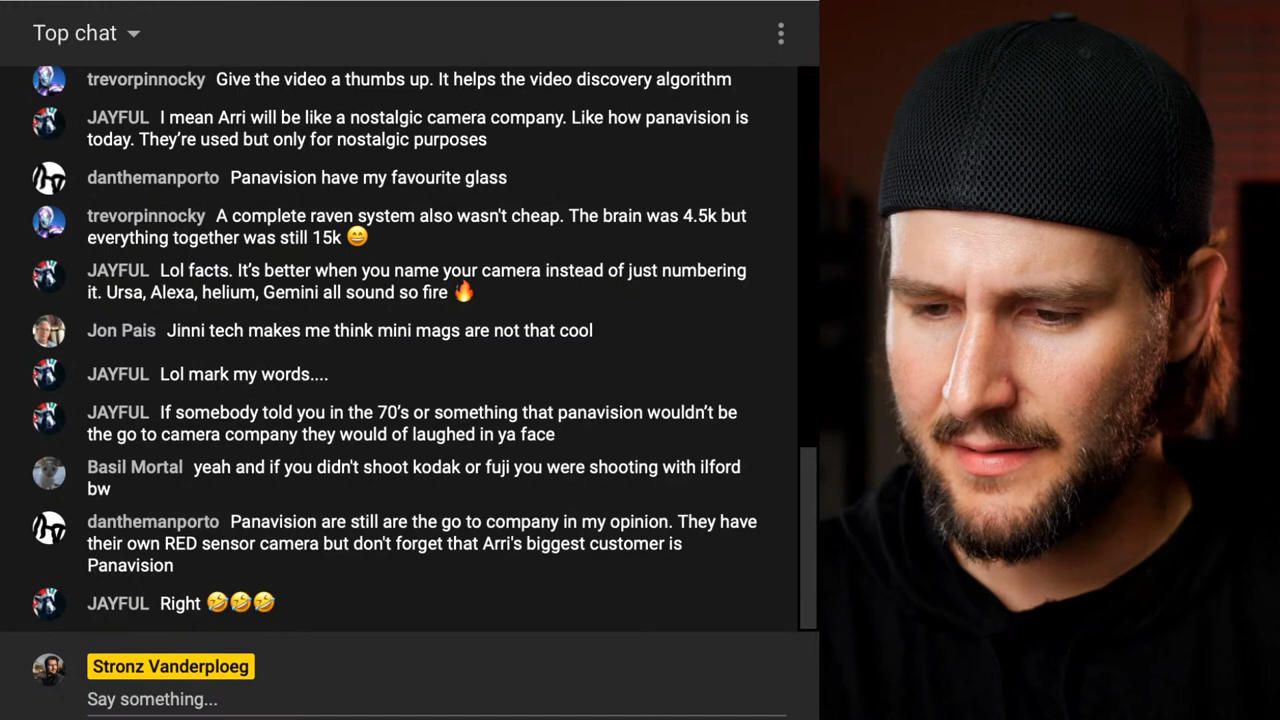 Top chat
trevorpinnocky Give the video a thumbs up. It helps the video discovery algorithm
JAYFUL I mean Arri will be like a nostalgic camera company. Like how panavision is
today. They’re used but only for nostalgic purposes
danthemanporto Panavision have my favourite glass
trevorpinnocky A complete raven system also wasn't cheap. The brain was 4.5k but
everything together was still 15k 😄
JAYFUL Lol facts. It’s better when you name your camera instead of just numbering
it. Ursa, Alexa, helium, Gemini all sound so fire 🔥
Jon Pais Jinni tech makes me think mini mags are not that cool
JAYFUL Lol mark my words....
JAYFUL If somebody told you in the 70’s or something that panavision wouldn’t be
the go to camera company they would of laughed in ya face
Basil Mortal yeah and if you didn't shoot kodak or fuji you were shooting with ilford
bw
danthemanporto Panavision are still are the go to company in my opinion. They have
their own RED sensor camera but don't forget that Arri's biggest customer is
Panavision
JAYFUL Right 🤣🤣🤣
Stronz Vanderploeg
Say something...